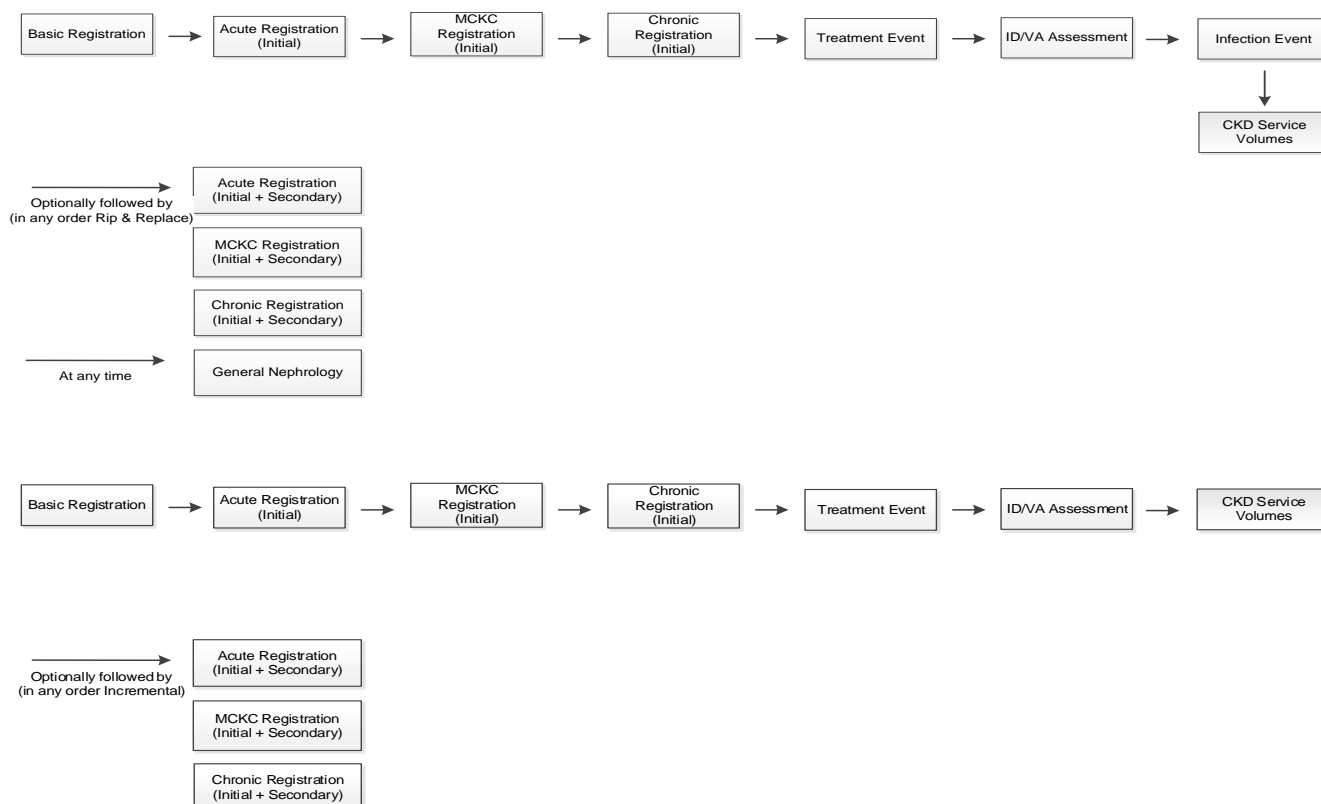 Basic Registration
Acute Registration
(Initial)
MCKC
Registration
(Initial)
Chronic
Registration
(Initial)
Treatment Event
ID/VA Assessment
Infection Event
CKD Service
Volumes
Optionally followed by
(in any order Rip & Replace)
Acute Registration
(Initial + Secondary)
MCKC Registration
(Initial + Secondary)
Chronic Registration
(Initial + Secondary)
At any time
General Nephrology
Basic Registration
Acute Registration
(Initial)
MCKC
Registration
(Initial)
Chronic
Registration
(Initial)
Treatment Event
ID/VA Assessment
CKD Service
Volumes
Optionally followed by
(in any order Incremental)
Acute Registration
(Initial + Secondary)
MCKC Registration
(Initial + Secondary)
Chronic Registration
(Initial + Secondary)